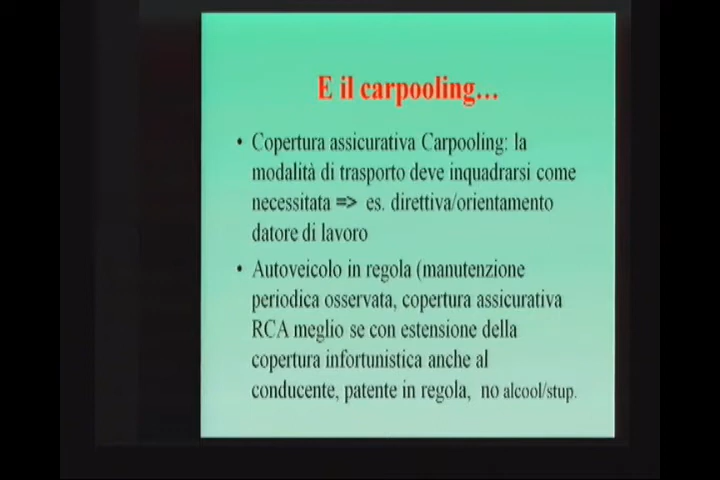 E il carpooling...
• Copertura assicurativa Carpooling: la
modalità di trasporto deve inquadrarsi come
necessitata => es. direttiva/orientamento
datore di lavoro
• Autoveicolo in regola (manutenzione
periodica osservata, copertura assicurativa
RCA meglio se con estensione della
copertura infortunistica anche al
conducente, patente in regola, no alcool/stup.